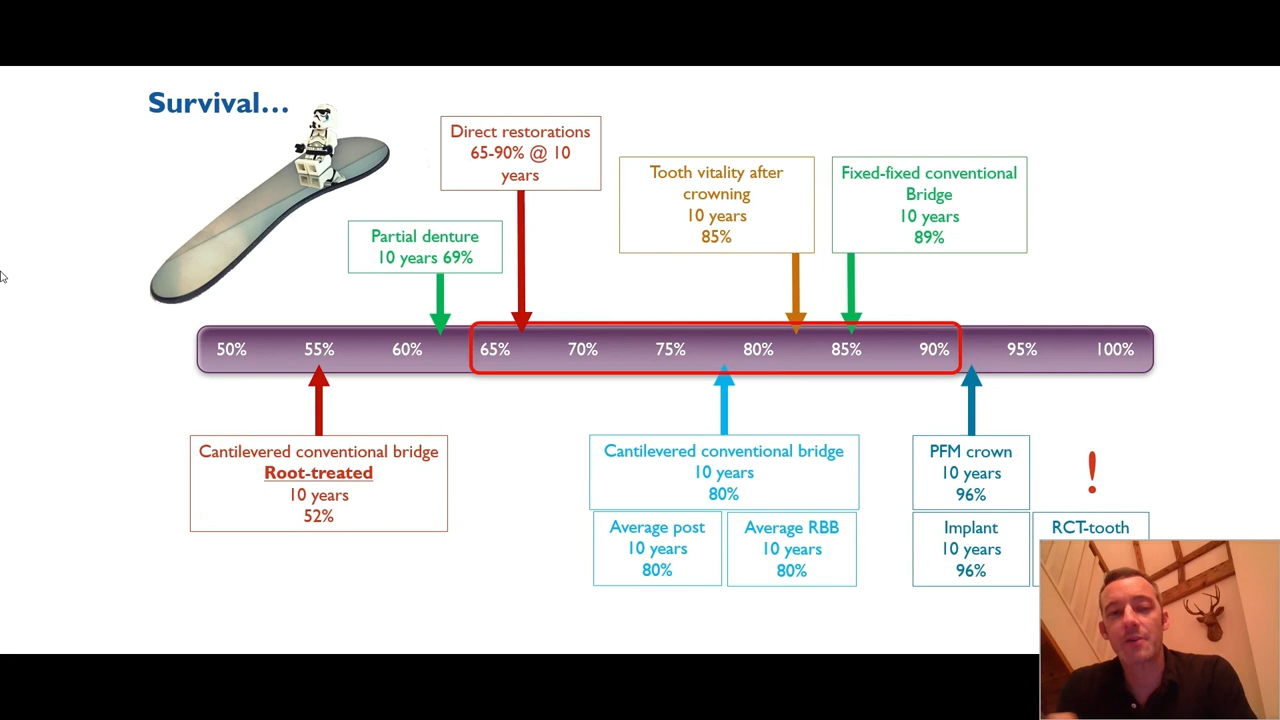 Survival…
Direct restorations
65-90% @ 10
years
Tooth vitality after
crowning
10 years
85%
Fixed-fixed conventional
Bridge
10 years
89%
Partial denture
10 years 69%
50% 55% 60% 65% 70% 75% 80% 85% 90% 95% 100%
Cantilevered conventional bridge
Root-treated
10 years
52%
Cantilevered conventional bridge
10 years
80%
Average post
10 years
80%
Average RBB
10 years
80%
PFM crown
10 years
96%
!
Implant
10 years
96%
RCT-tooth